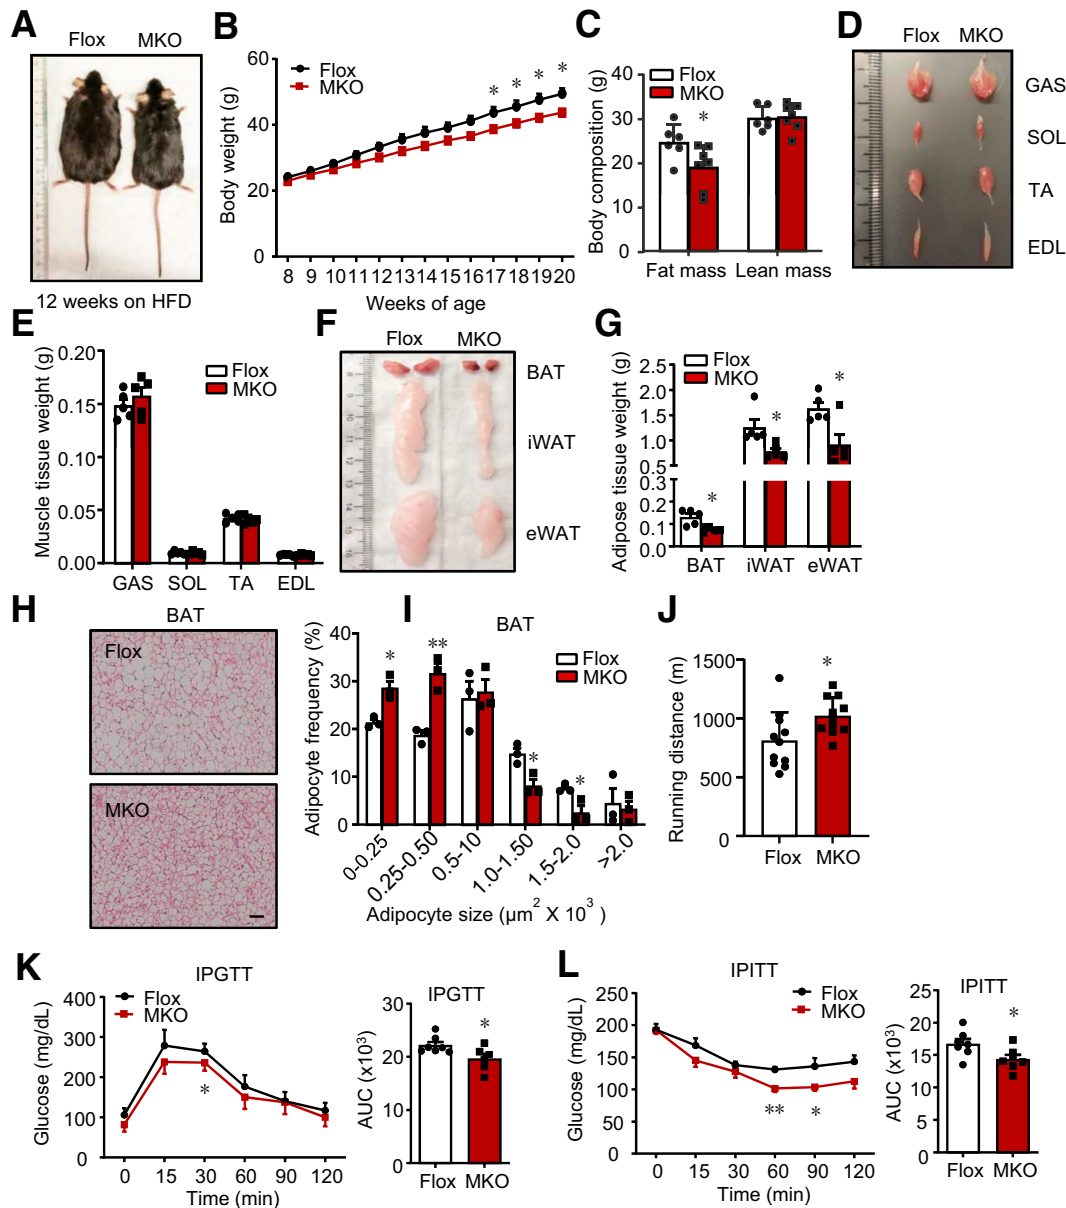 A
Flox MKO
12 weeks on HFD
B
Body weight (g)
60
40
20
0
Flox
MKO
* * * *
8 9 10 11 12 13 14 15 16 17 18 19 20
Weeks of age
C
Body composition (g)
40
30
20
10
0
Flox
MKO
*
Fat mass Lean mass
D
Flox MKO
GAS
SOL
TA
EDL
E
Muscle tissue weight (g)
0.20
0.15
0.10
0.05
0.00
Flox
MKO
GAS SOL TA EDL
F
Flox MKO
BAT
iWAT
eWAT
G
Adipose tissue weight (g)
2.5
2.0
1.5
1.0
0.5
0.3
0.2
0.1
0.0
Flox
MKO
* * *
BAT iWAT eWAT
H
BAT
Flox
MKO
I
BAT
Adipocyte frequency (%)
40
30
20
10
0
Flox
MKO
* ** * *
0-0.25 0.25-0.50 0.5-10 1.0-1.50 1.5-2.0 >2.0
Adipocyte size (µm² X 10³ )
J
Running distance (m)
1500
1000
500
0
*
Flox MKO
K
IPGTT
Glucose (mg/dL)
400
300
200
100
0
Flox
MKO
*
0 15 30 60 90 120
Time (min)
IPGTT
AUC (x10³)
30
20
10
0
*
Flox MKO
L
IPITT
Glucose (mg/dL)
250
200
150
100
50
0
Flox
MKO
** *
0 15 30 60 90 120
Time (min)
IPITT
AUC (x10³)
25
20
15
10
5
0
*
Flox MKO